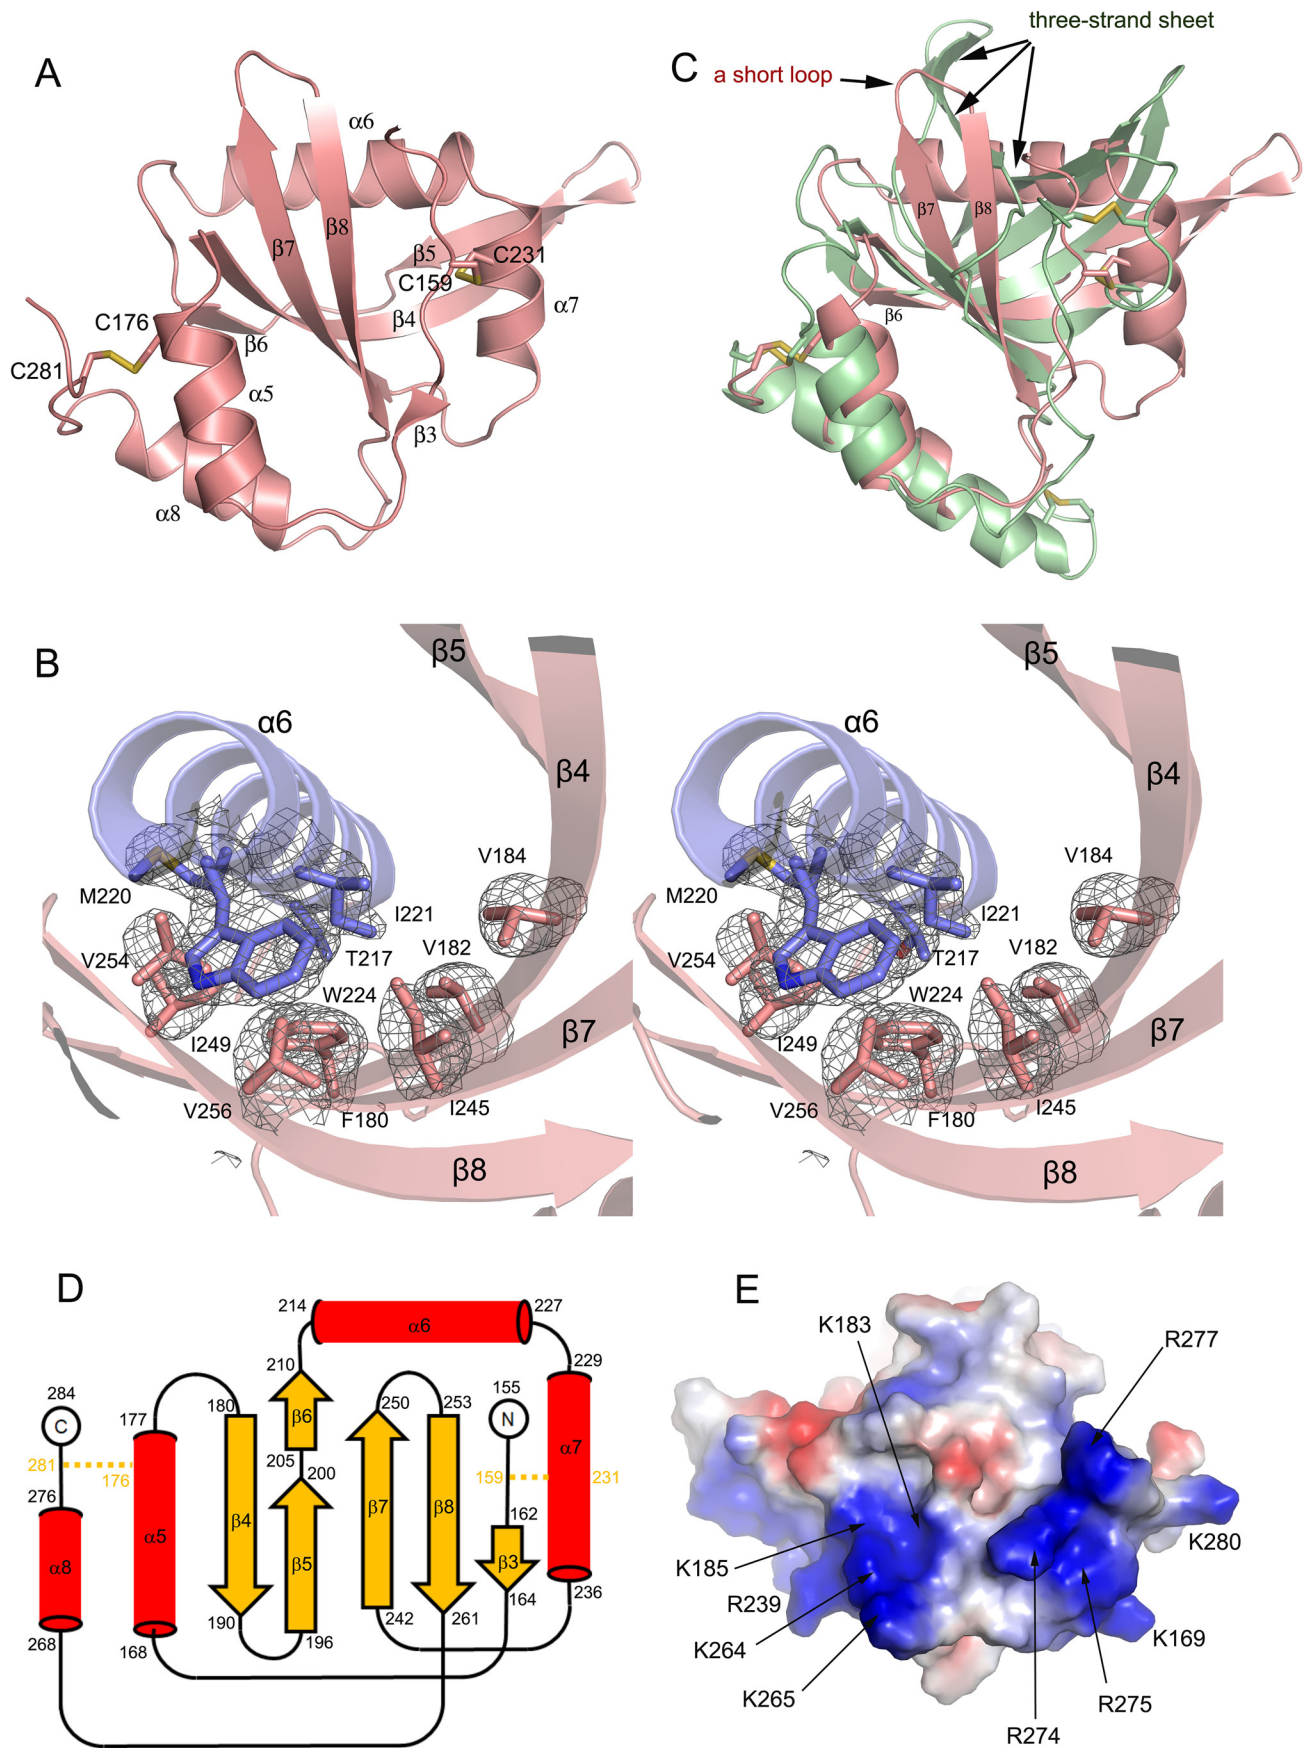 A
α6
β8
β7
β5
C231
C159
α7
β4
C176
β6
C281
α5
β3
α8
C
three-strand sheet
a short loop
β7
β8
β6
B
β5
α6
β4
V184
M220
I221
V254
T217
V182
W224
I249
β7
V256
F180
I245
β8
β5
α6
β4
V184
M220
I221
V254
T217
V182
W224
I249
β7
V256
F180
I245
β8
D
214
227
α6
210
229
284
155
177
180
250
253
C
β6
N
α7
281
176
205
200
159
231
276
162
β4
β7
β8
α5
β5
β3
α8
164
236
190
242
261
268
168
196
E
K183
R277
K185
K280
R239
K264
K169
K265
R275
R274